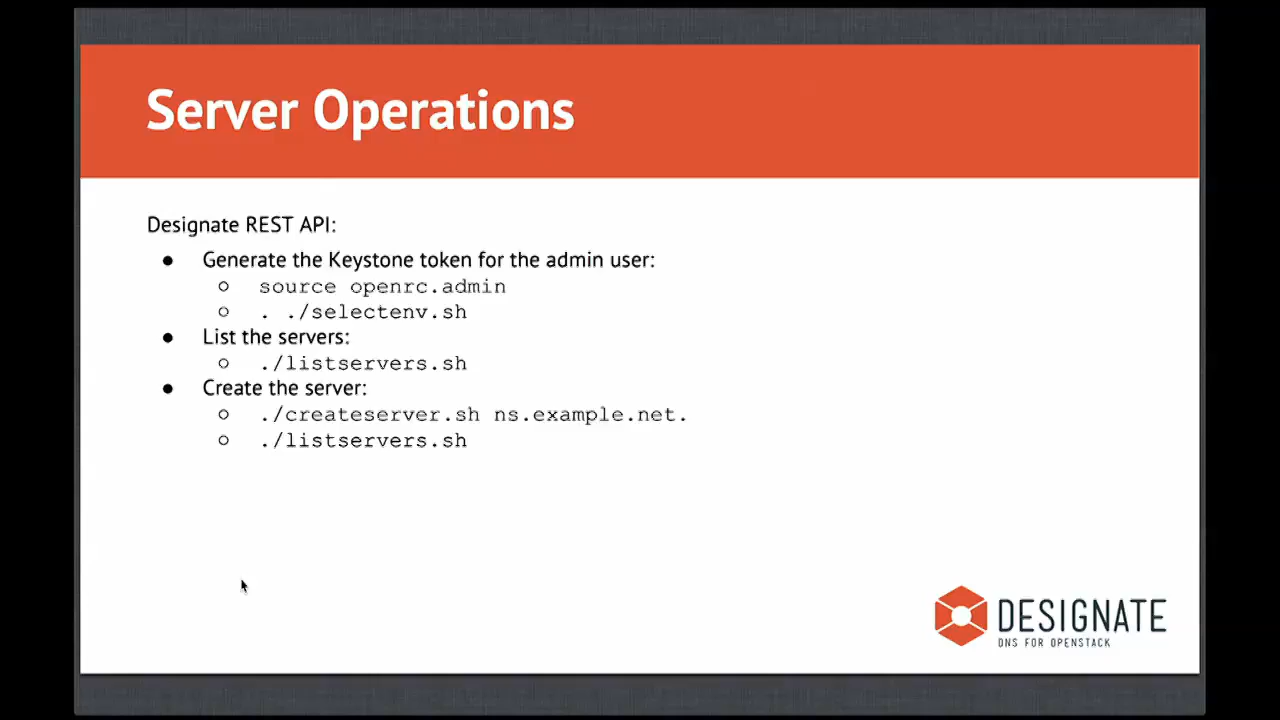 Server Operations
Designate REST API:
● Generate the Keystone token for the admin user:
○ source openrc.admin
○ . ./selectenv.sh
● List the servers:
○ ./listservers.sh
● Create the server:
○ ./createserver.sh ns.example.net.
○ ./listservers.sh
DESIGNATE
DNS FOR OPENSTACK